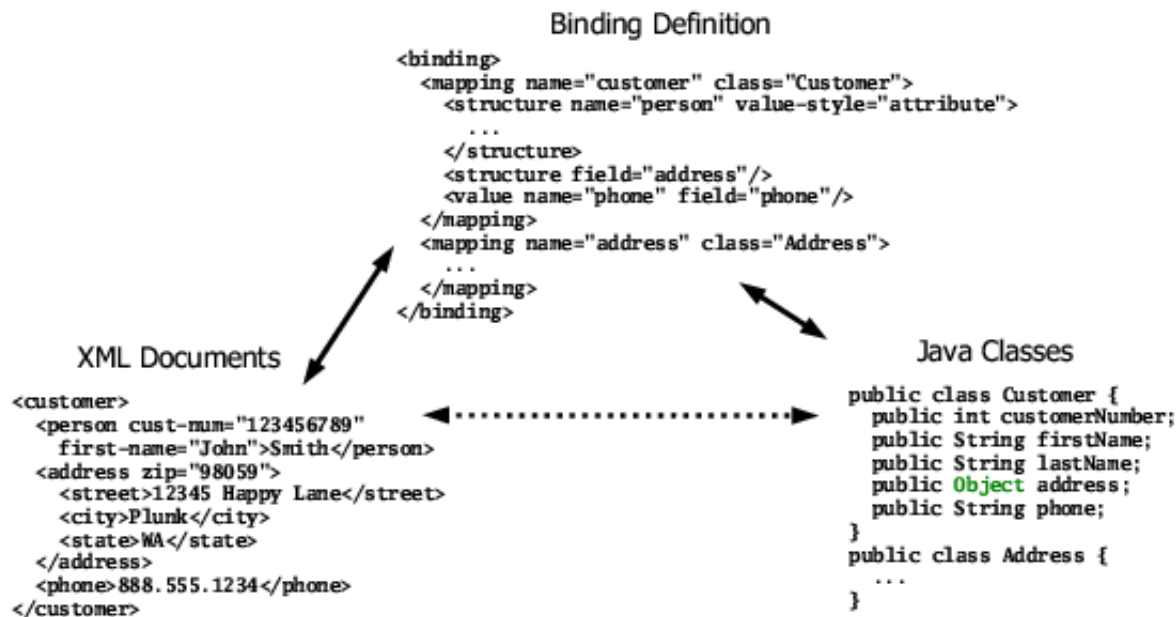 Binding Definition
<binding>
  <mapping name="customer" class="Customer">
    <structure name="person" value-style="attribute">
      ...
    </structure>
    <structure field="address"/>
    <value name="phone" field="phone"/>
  </mapping>
  <mapping name="address" class="Address">
    ...
  </mapping>
</binding>
XML Documents
<customer>
  <person cust-num="123456789"
    first-name="John">Smith</person>
  <address zip="98059">
    <street>12345 Happy Lane</street>
    <city>Plunk</city>
    <state>WA</state>
  </address>
  <phone>888.555.1234</phone>
</customer>
Java Classes
public class Customer {
  public int customerNumber;
  public String firstName;
  public String lastName;
  public Object address;
  public String phone;
}
public class Address {
  ...
}